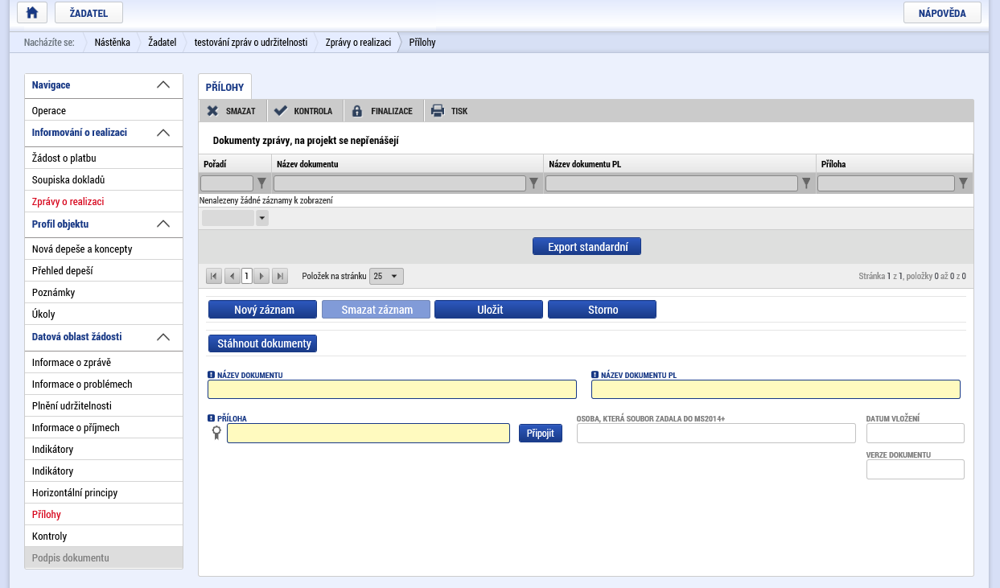 ŽADATEL
NÁPOVĚDA
Nacházíte se: Nástěnka Žadatel testování zpráv o udržitelnosti Zprávy o realizaci Přílohy
Navigace
Operace
Informování o realizaci
Žádost o platbu
Soupiska dokladů
Zprávy o realizaci
Profil objektu
Nová depeše a koncepty
Přehled depeší
Poznámky
Úkoly
Datová oblast žádosti
Informace o zprávě
Informace o problémech
Plnění udržitelnosti
Informace o příjmech
Indikátory
Indikátory
Horizontální principy
Přílohy
Kontroly
Podpis dokumentu
PŘÍLOHY
SMAZAT KONTROLA FINALIZACE TISK
Dokumenty zprávy, na projekt se nepřenášejí
Pořadí Název dokumentu Název dokumentu PL Příloha
Nenalezeny žádné záznamy k zobrazení
Export standardní
1 Položek na stránku 25 Stránka 1 z 1, položky 0 až 0 z 0
Nový záznam Smazat záznam Uložit Storno
Stáhnout dokumenty
NÁZEV DOKUMENTU NÁZEV DOKUMENTU PL
PŘÍLOHA OSOBA, KTERÁ SOUBOR ZADALA DO MS2014+ DATUM VLOŽENÍ
Připojit
VERZE DOKUMENTU